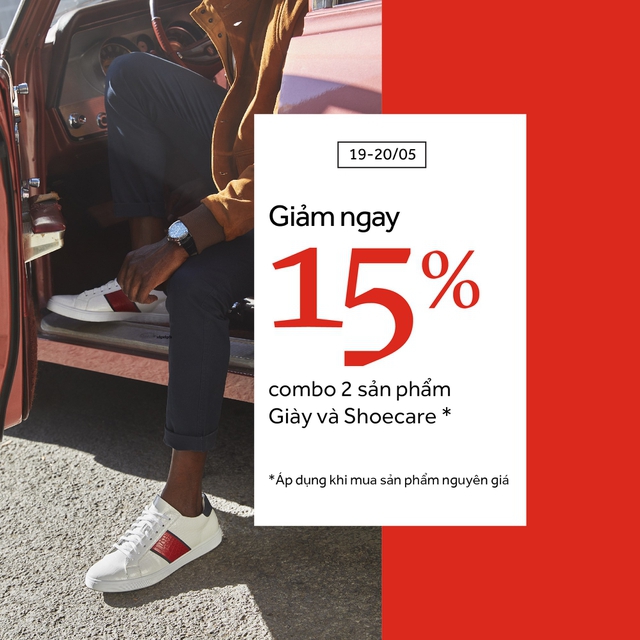 19-20/05
Giảm ngay
15%
combo 2 sản phẩm
Giày và Shoecare *
*Áp dụng khi mua sản phẩm nguyên giá